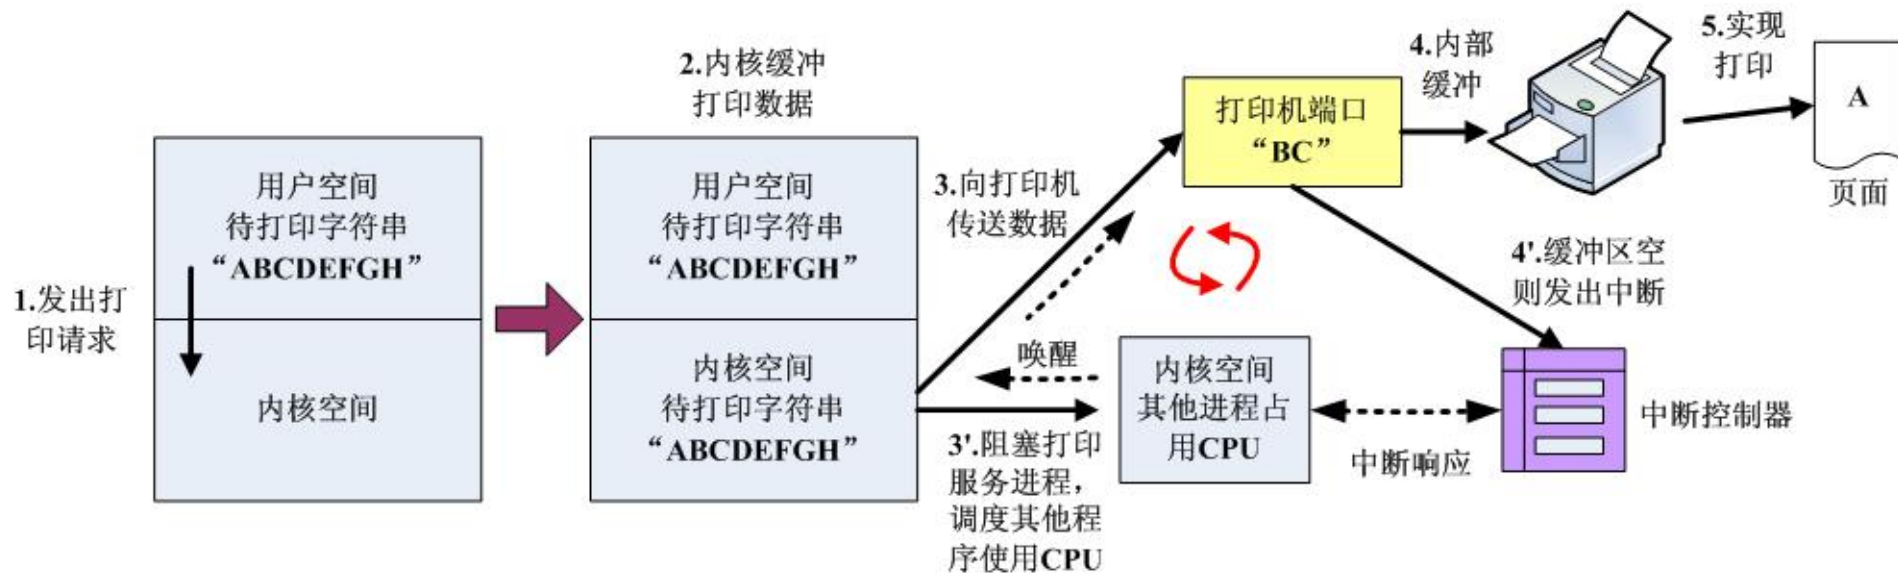 1.发出打
印请求
用户空间
待打印字符串
“ABCDEFGH”
内核空间
2.内核缓冲
打印数据
用户空间
待打印字符串
“ABCDEFGH”
内核空间
待打印字符串
“ABCDEFGH”
3.向打印机
传送数据
唤醒
3'.阻塞打印
服务进程，
调度其他程
序使用CPU
打印机端口
“BC”
内核空间
其他进程占
用CPU
4.内部
缓冲
4'.缓冲区空
则发出中断
中断响应
中断控制器
5.实现
打印
A
页面